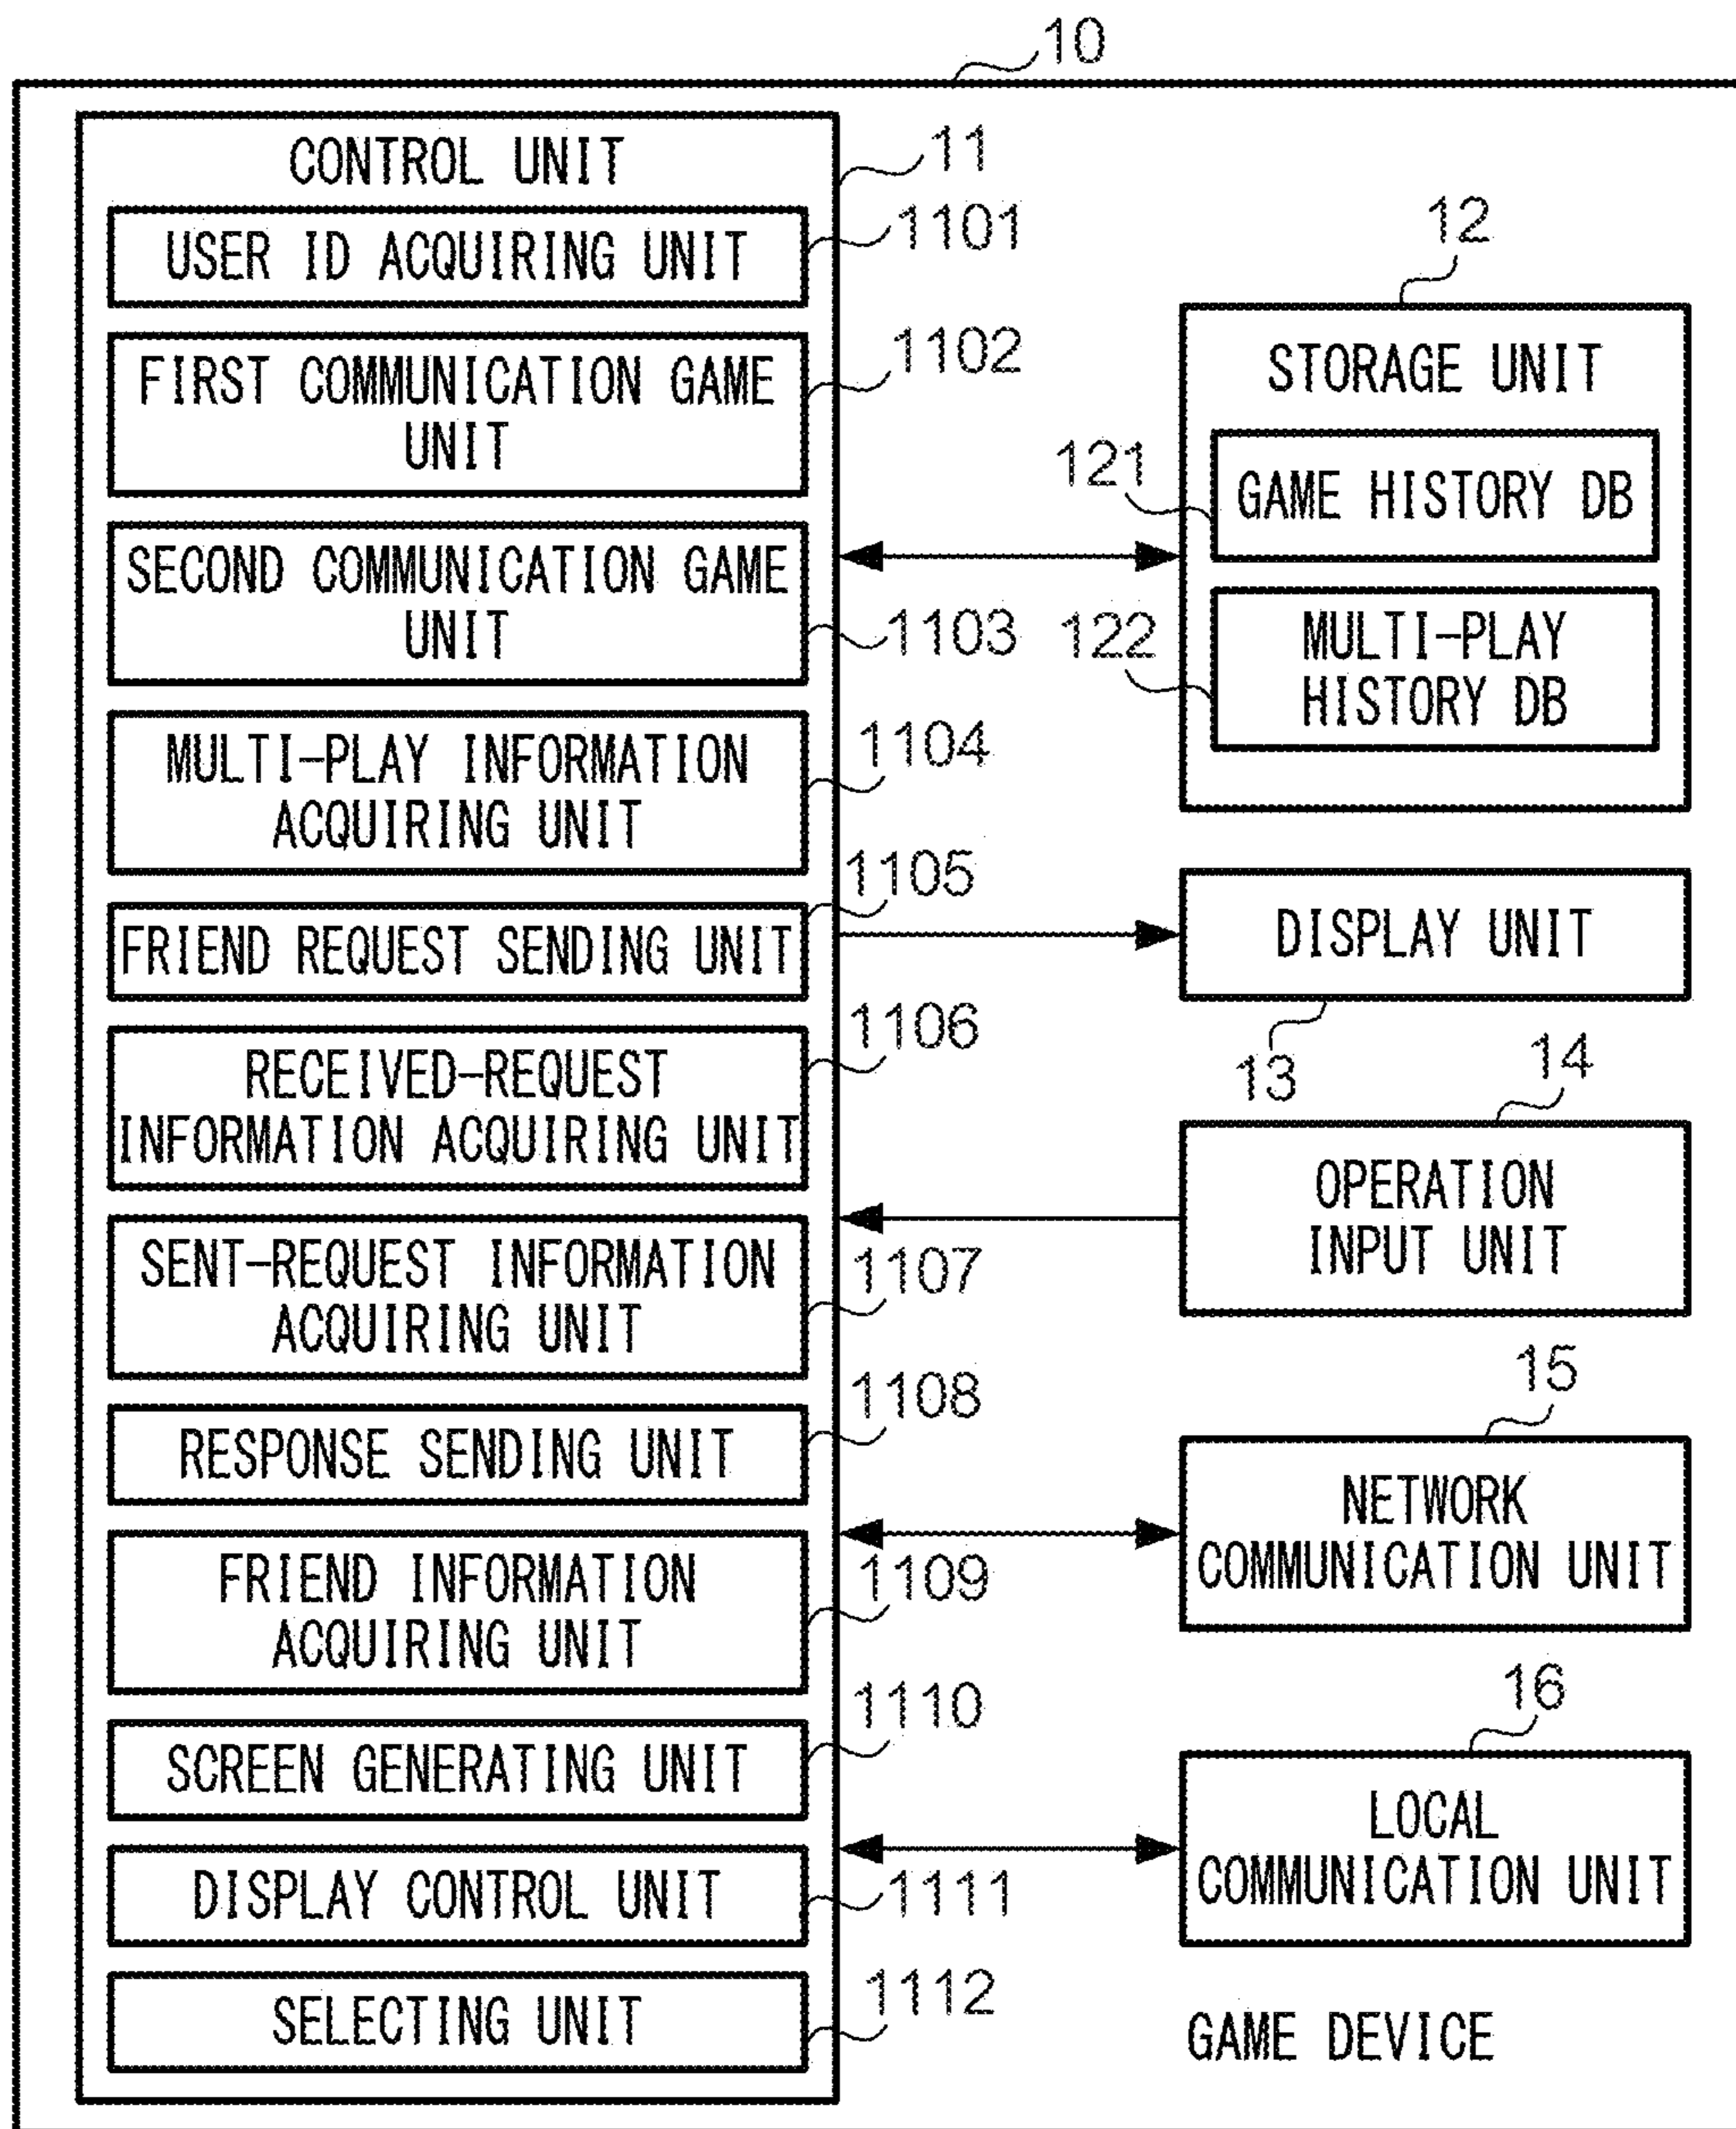 10
CONTROL UNIT
11
USER ID ACQUIRING UNIT
1101
FIRST COMMUNICATION GAME
UNIT
1102
SECOND COMMUNICATION GAME
UNIT
1103
MULTI-PLAY INFORMATION
ACQUIRING UNIT
1104
FRIEND REQUEST SENDING UNIT
1105
RECEIVED-REQUEST
INFORMATION ACQUIRING UNIT
1106
SENT-REQUEST INFORMATION
ACQUIRING UNIT
1107
RESPONSE SENDING UNIT
1108
FRIEND INFORMATION
ACQUIRING UNIT
1109
SCREEN GENERATING UNIT
1110
DISPLAY CONTROL UNIT
1111
SELECTING UNIT
1112
12
STORAGE UNIT
121
GAME HISTORY DB
122
MULTI-PLAY
HISTORY DB
DISPLAY UNIT
13
14
OPERATION
INPUT UNIT
15
NETWORK
COMMUNICATION UNIT
16
LOCAL
COMMUNICATION UNIT
GAME DEVICE